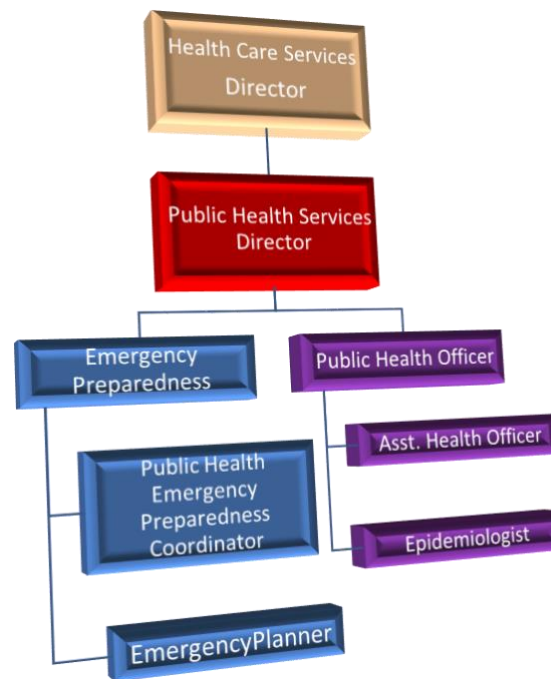 Health Care Services
Director
Public Health Services
Director
Emergency
Preparedness
Public Health Officer
Public Health
Emergency
Preparedness
Coordinator
Asst. Health Officer
Epidemiologist
EmergencyPlanner